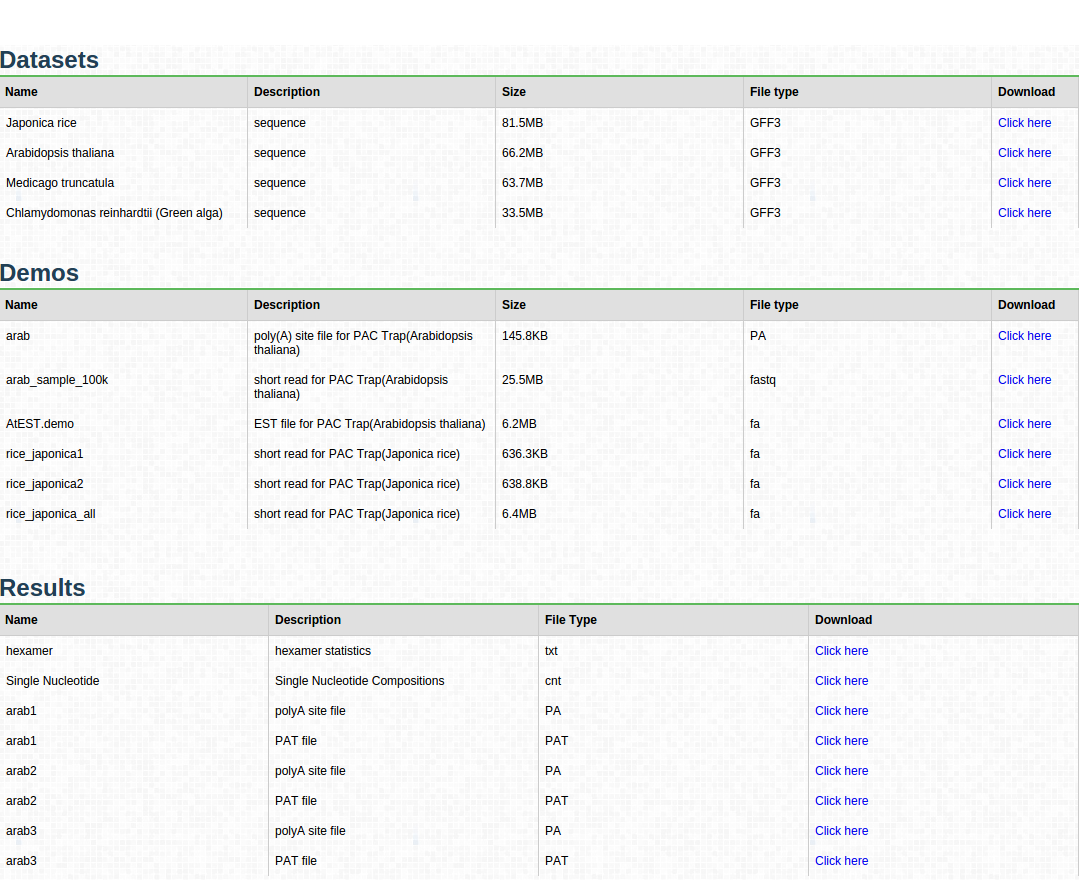 Datasets
Name Description Size File type Download
Japonica rice sequence 81.5MB GFF3 Click here
Arabidopsis thaliana sequence 66.2MB GFF3 Click here
Medicago truncatula sequence 63.7MB GFF3 Click here
Chlamydomonas reinhardtii (Green alga) sequence 33.5MB GFF3 Click here
Demos
Name Description Size File type Download
arab poly(A) site file for PAC Trap(Arabidopsis 145.8KB PA Click here
thaliana)
arab_sample_100k short read for PAC Trap(Arabidopsis 25.5MB fastq Click here
thaliana)
AtEST.demo EST file for PAC Trap(Arabidopsis thaliana) 6.2MB fa Click here
rice_japonica1 short read for PAC Trap(Japonica rice) 636.3KB fa Click here
rice_japonica2 short read for PAC Trap(Japonica rice) 638.8KB fa Click here
rice_japonica_all short read for PAC Trap(Japonica rice) 6.4MB fa Click here
Results
Name Description File Type Download
hexamer hexamer statistics txt Click here
Single Nucleotide Single Nucleotide Compositions cnt Click here
arab1 polyA site file PA Click here
arab1 PAT file PAT Click here
arab2 polyA site file PA Click here
arab2 PAT file PAT Click here
arab3 polyA site file PA Click here
arab3 PAT file PAT Click here